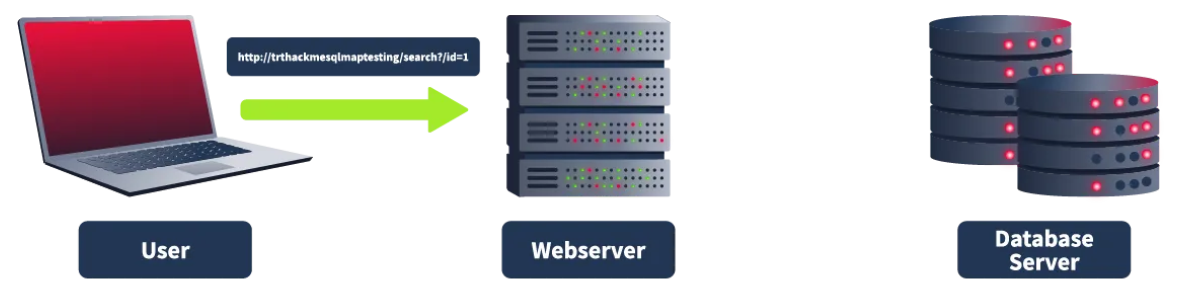 http://trthackmesqlmaptesting/search?/id=1
User
Webserver
Database
Server